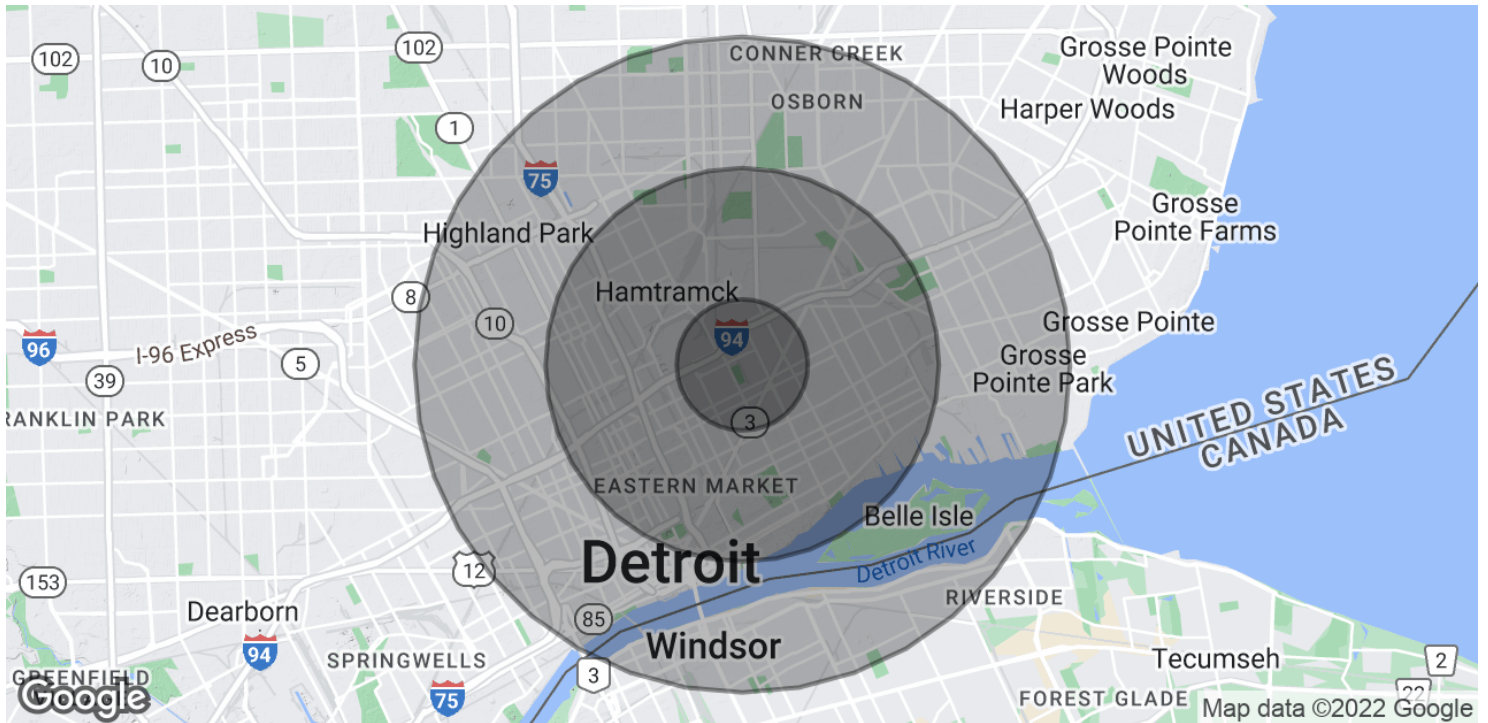 CONNER CREEK
Grosse Pointe
Woods
102
102
10
OSBORN
Harper Woods
1
75
Grosse
Pointe Farms
Highland Park
Hamtramck
8
10
Grosse Pointe
96
I-96 Express
94
5
Grosse
Pointe Park
39
UNITED STATES
CANADA
RANKLIN PARK
3
EASTERN MARKET
Belle Isle
Detroit
Detroit River
12
153
RIVERSIDE
Dearborn
85
94
Windsor
SPRINGWELLS
Tecumseh
2
GREENFIELD
3
75
FOREST GLADE
22
Google
Map data ©2022 Google